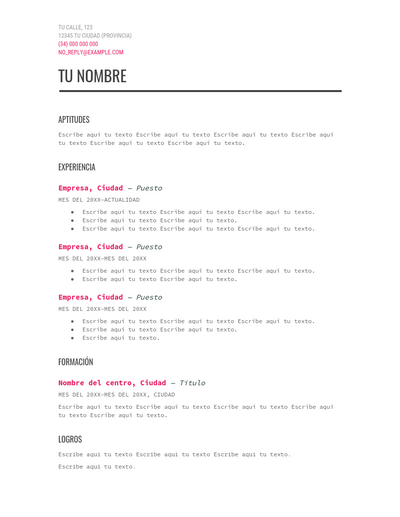 TU CALLE, 123
12345 TU CIUDAD (PROVINCIA)
(34) 000 000 000
NO_REPLY@EXAMPLE.COM
TU NOMBRE
APTITUDES
Escribe aquí tu texto Escribe aquí tu texto Escribe aquí tu texto Escribe aquí
tu texto Escribe aquí tu texto Escribe aquí tu texto.
EXPERIENCIA
Empresa, Ciudad — Puesto
MES DEL 20XX-ACTUALIDAD
● Escribe aquí tu texto Escribe aquí tu texto Escribe aquí tu texto.
● Escribe aquí tu texto Escribe aquí tu texto.
● Escribe aquí tu texto Escribe aquí tu texto Escribe aquí tu texto.
Empresa, Ciudad — Puesto
MES DEL 20XX-MES DEL 20XX
● Escribe aquí tu texto Escribe aquí tu texto Escribe aquí tu texto.
● Escribe aquí tu texto Escribe aquí tu texto.
Empresa, Ciudad — Puesto
MES DEL 20XX-MES DEL 20XX
● Escribe aquí tu texto Escribe aquí tu texto Escribe aquí tu texto.
● Escribe aquí tu texto Escribe aquí tu texto.
● Escribe aquí tu texto.
FORMACIÓN
Nombre del centro, Ciudad — Título
MES DEL 20XX-MES DEL 20XX, CIUDAD
Escribe aquí tu texto Escribe aquí tu texto Escribe aquí tu texto Escribe aquí
tu texto Escribe aquí tu texto.
LOGROS
Escribe aquí tu texto Escribe aquí tu texto Escribe aquí tu texto.
Escribe aquí tu texto.